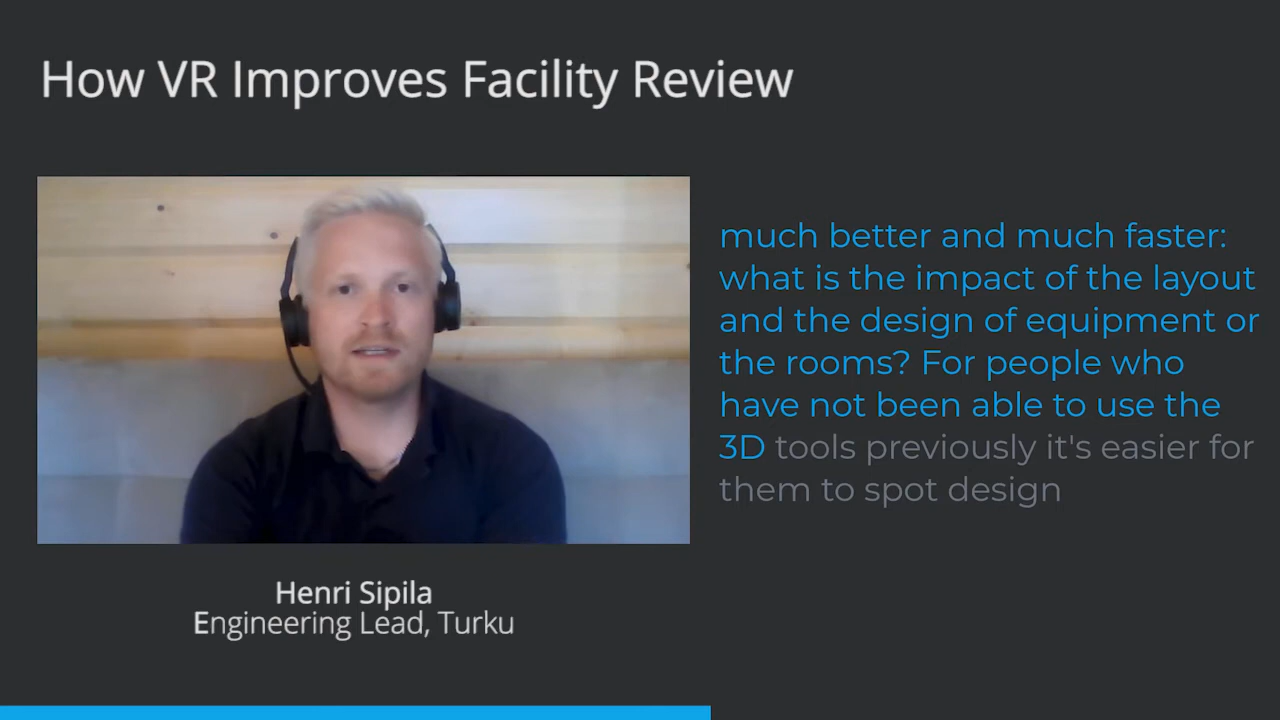 How VR Improves Facility Review
much better and much faster:
what is the impact of the layout
and the design of equipment or
the rooms? For people who
have not been able to use the
3D tools previously it's easier for
them to spot design
Henri Sipila
Engineering Lead, Turku